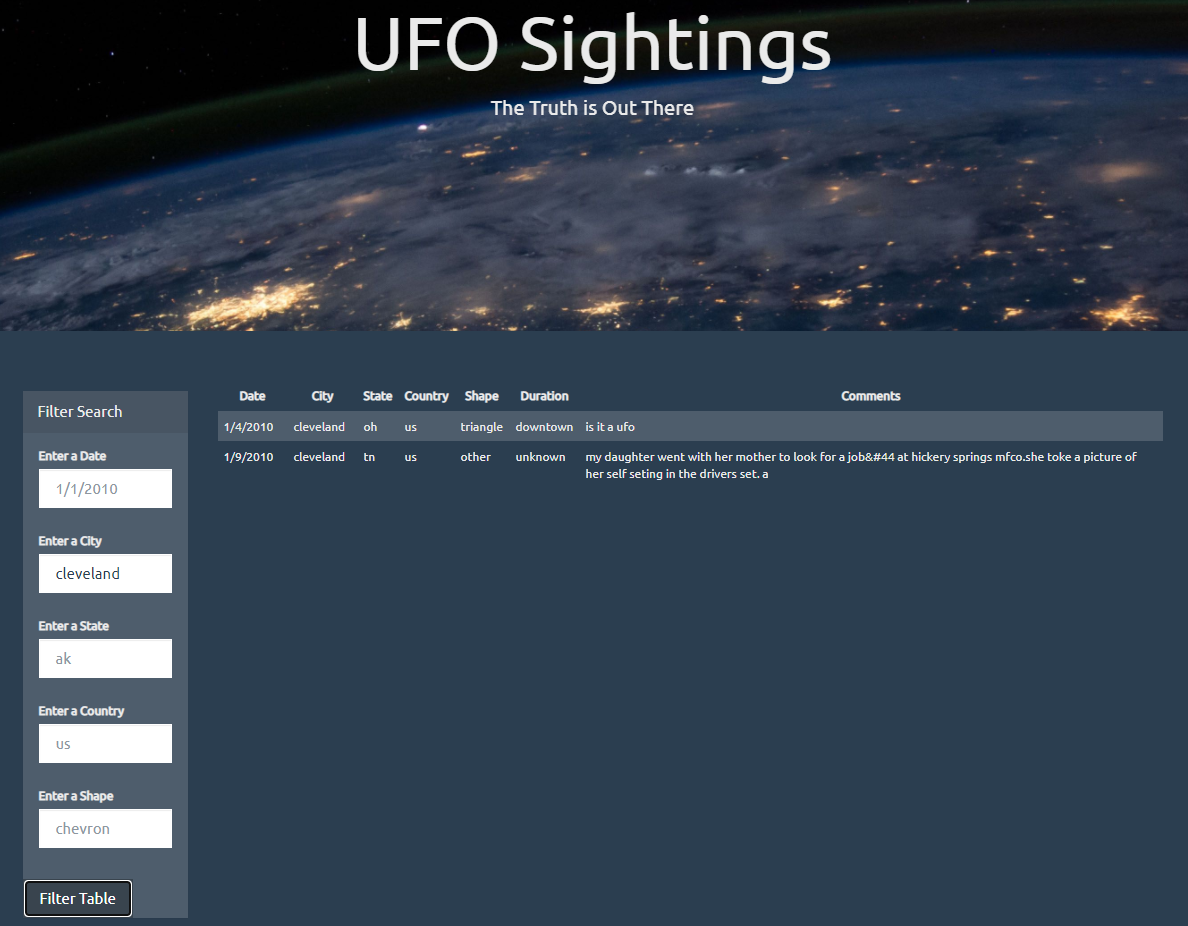 UFO Sightings
The Truth is Out There
Filter Search
Enter a Date
1/1/2010
Enter a City
cleveland
Enter a State
ak
Enter a Country
us
Enter a Shape
chevron
Filter Table
Date City State Country Shape Duration Comments
1/4/2010 cleveland oh us triangle downtown is it a ufo
1/9/2010 cleveland tn us other unknown my daughter went with her mother to look for a job&#44 at hickery springs mfco.she toke a picture of
her self seting in the drivers set. a